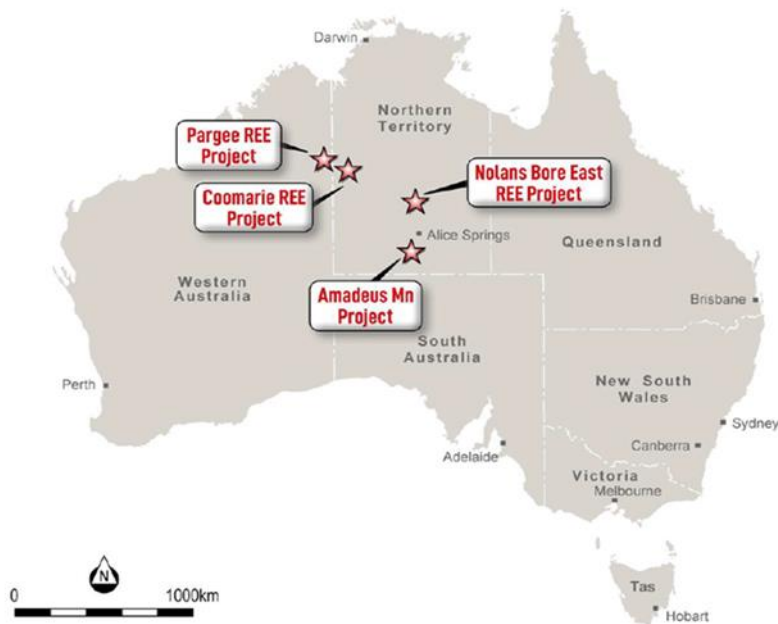 Darwin
Northern
Territory
Pargee REE
Project
Coomarie REE
Project
Nolans Bore East
REE Project
Alice Springs
Queensland
Western
Australia
Amadeus Mn
Project
South
Australia
Brisbane
Perth
New South
Wales
Sydney
Canberra
Adelaide
Victoria
Melbourne
N
0
1000km
Tas
Hobart